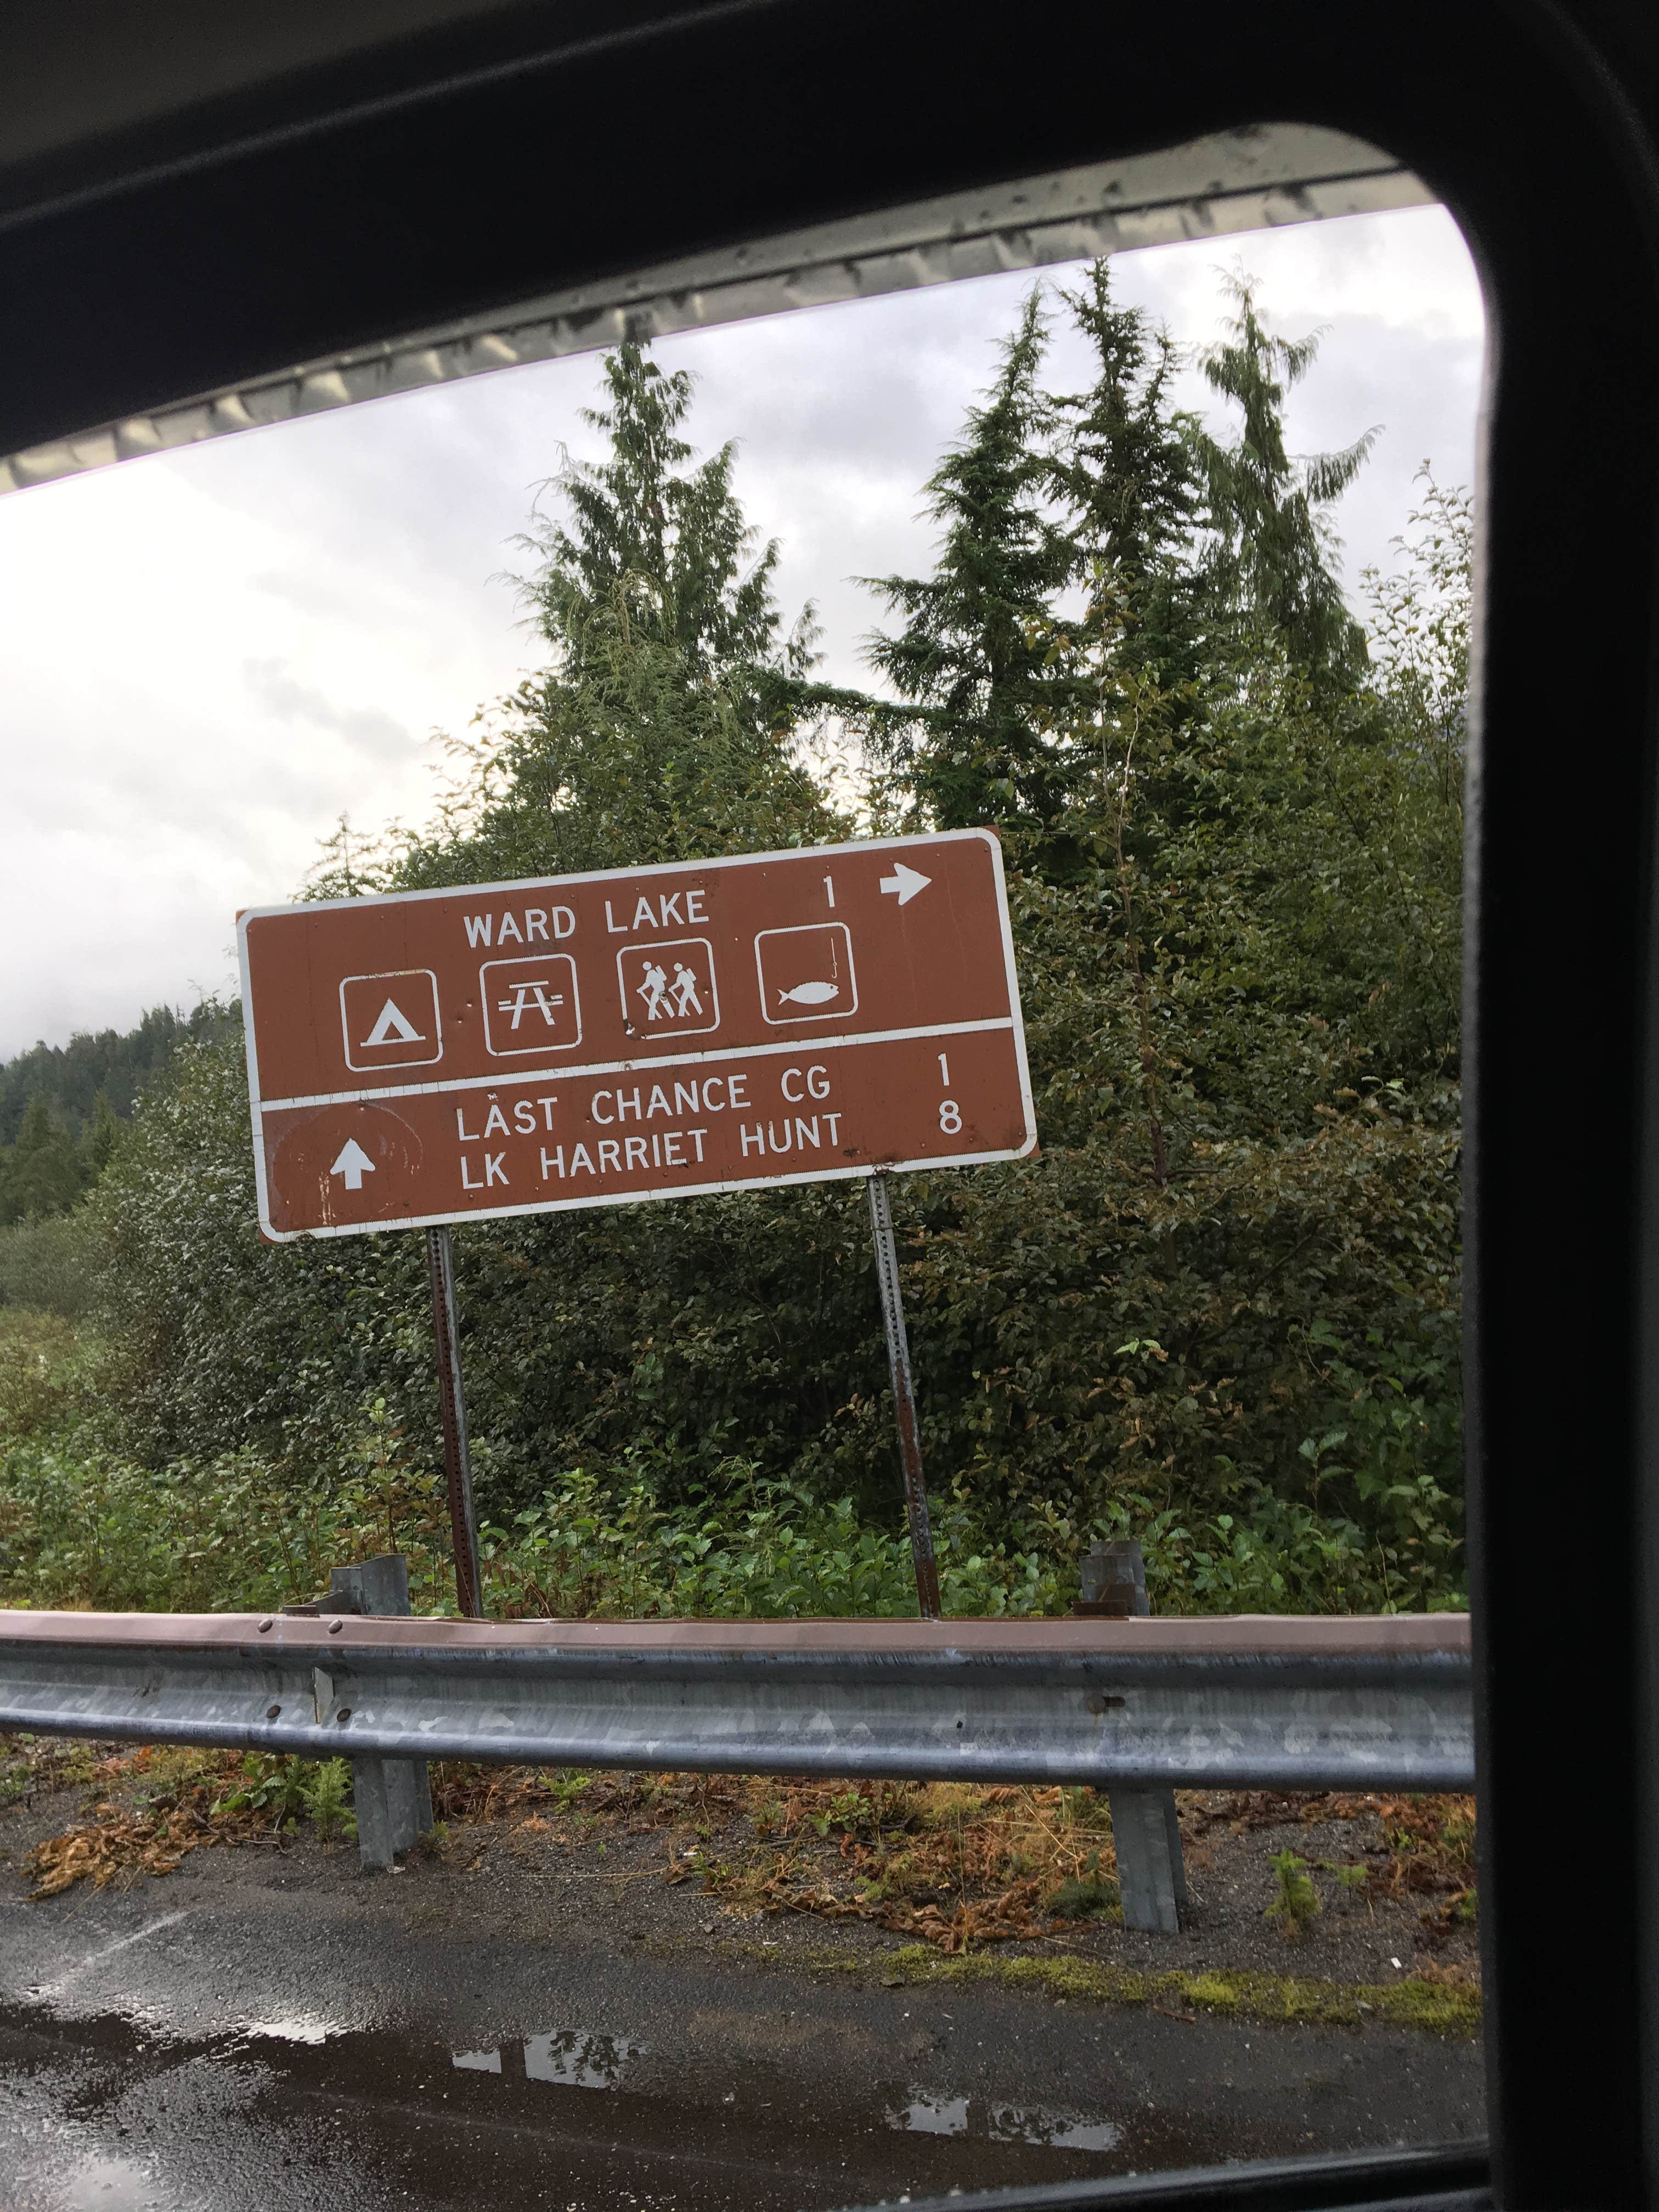 WARD LAKE 1
LAST CHANCE CG 1
LK HARRIET HUNT 8